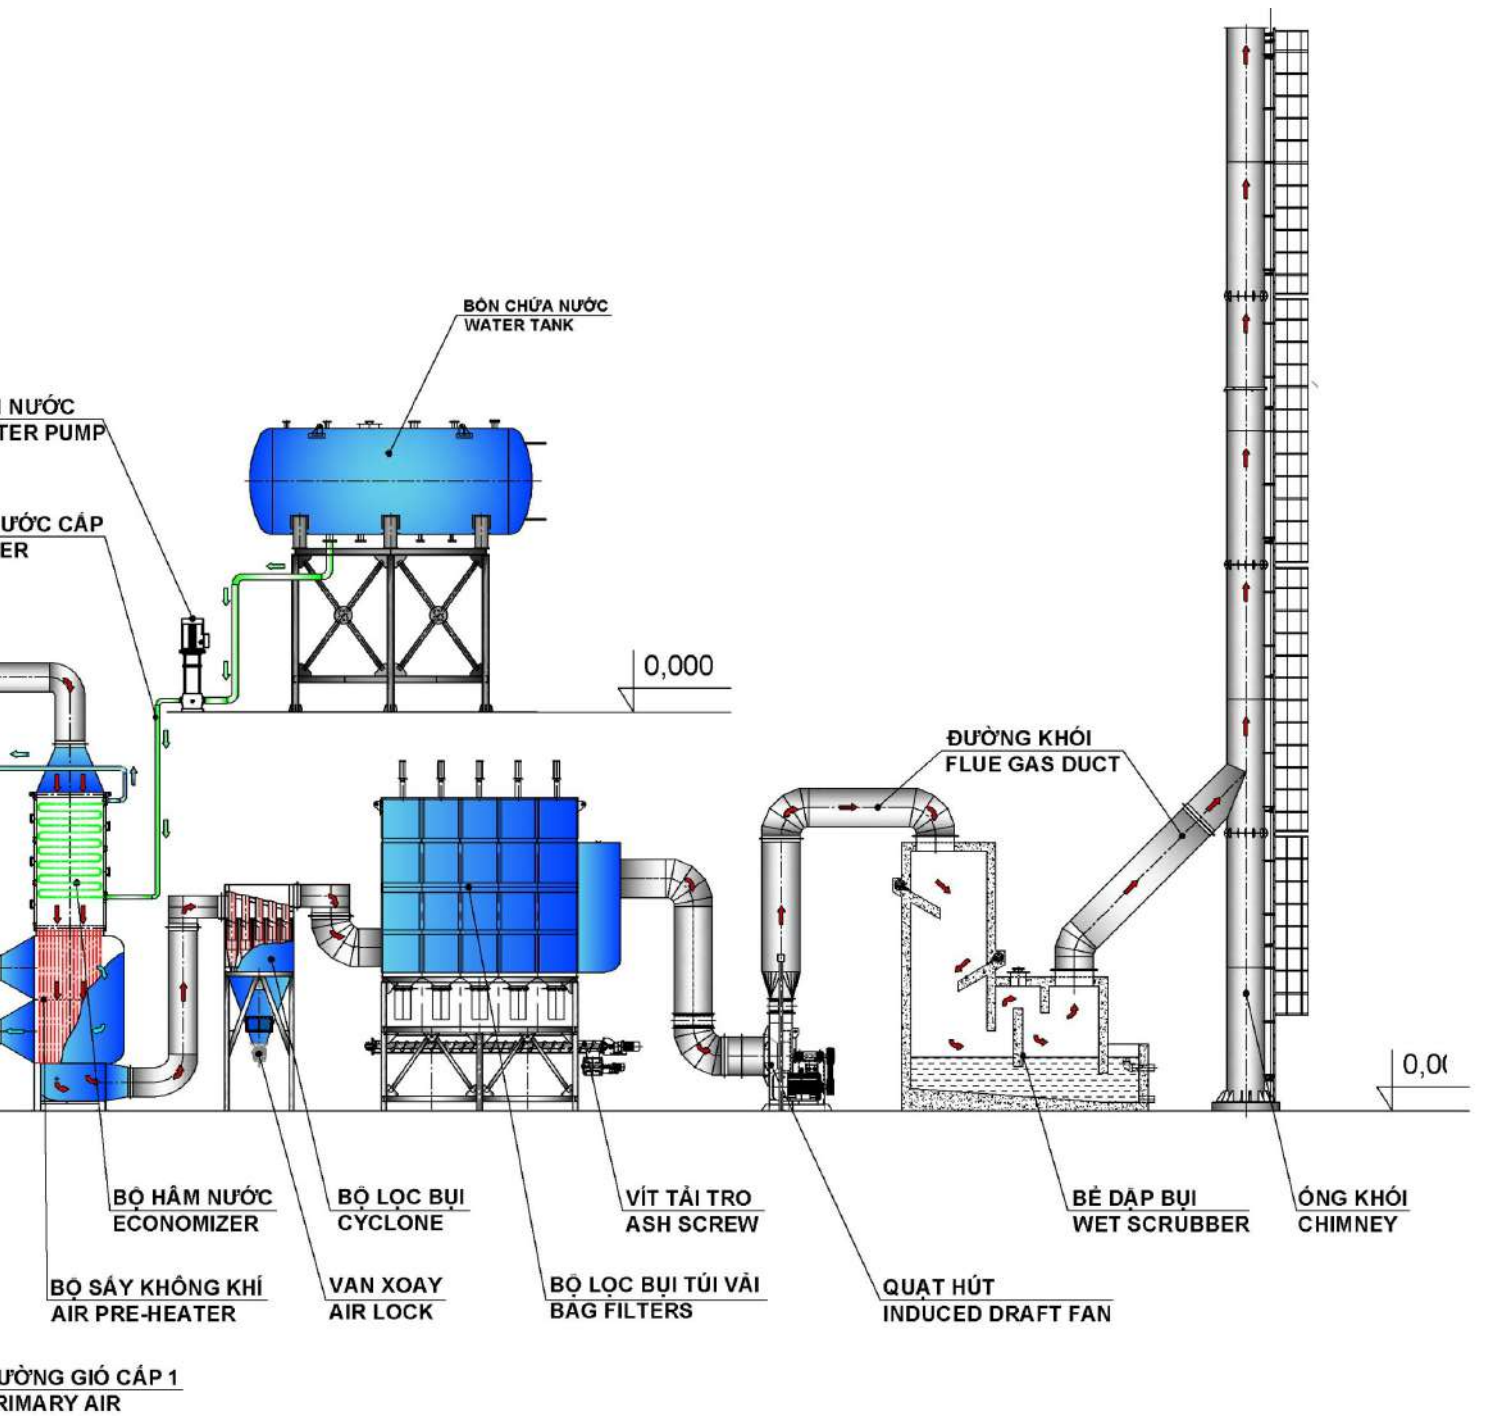 BỒN CHỨA NƯỚC
WATER TANK
NƯỚC
TER PUMP
ƯỚC CẤP
ER
0,000
ĐƯỜNG KHÓI
FLUE GAS DUCT
0,00
BỘ HÂM NƯỚC
ECONOMIZER
BỘ LỌC BỤI
CYCLONE
VÍT TẢI TRO
ASH SCREW
BỂ DẬP BỤI
WET SCRUBBER
ỐNG KHÓI
CHIMNEY
BỘ SẤY KHÔNG KHÍ
AIR PRE-HEATER
VAN XOAY
AIR LOCK
BỘ LỌC BỤI TÚI VẢI
BAG FILTERS
QUẠT HÚT
INDUCED DRAFT FAN
ƯỜNG GIÓ CẤP 1
RIMARY AIR